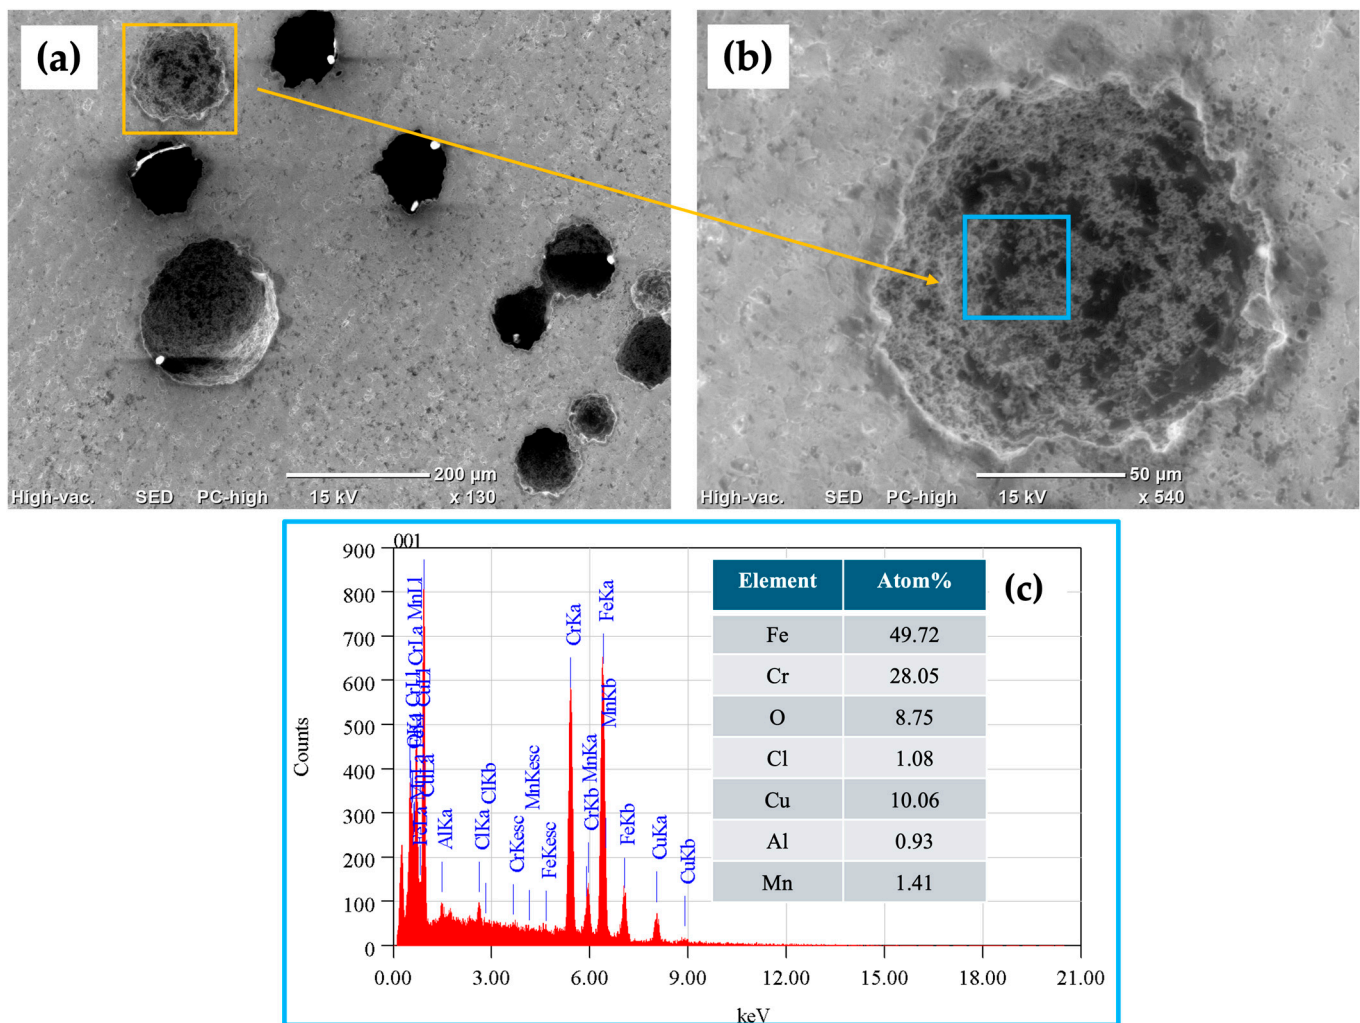 (a)
200 µm
High-vac. SED PC-high 15 kV x 130
(b)
50 µm
High-vac. SED PC-high 15 kV x 540
(c)
001
900
800
700
600
500
400
300
200
100
0
Counts
0.00 3.00 6.00 9.00 12.00 15.00 18.00 21.00
keV
CrLl CrLa MnLl
CuLl
CuLa
AlKa
ClKa
ClKb
CrKesc
MnKesc
FeKesc
CrKa
CrKb MnKa
FeKa
MnKb
FeKb
CuKa
CuKb
Element Atom%
Fe 49.72
Cr 28.05
O 8.75
Cl 1.08
Cu 10.06
Al 0.93
Mn 1.41